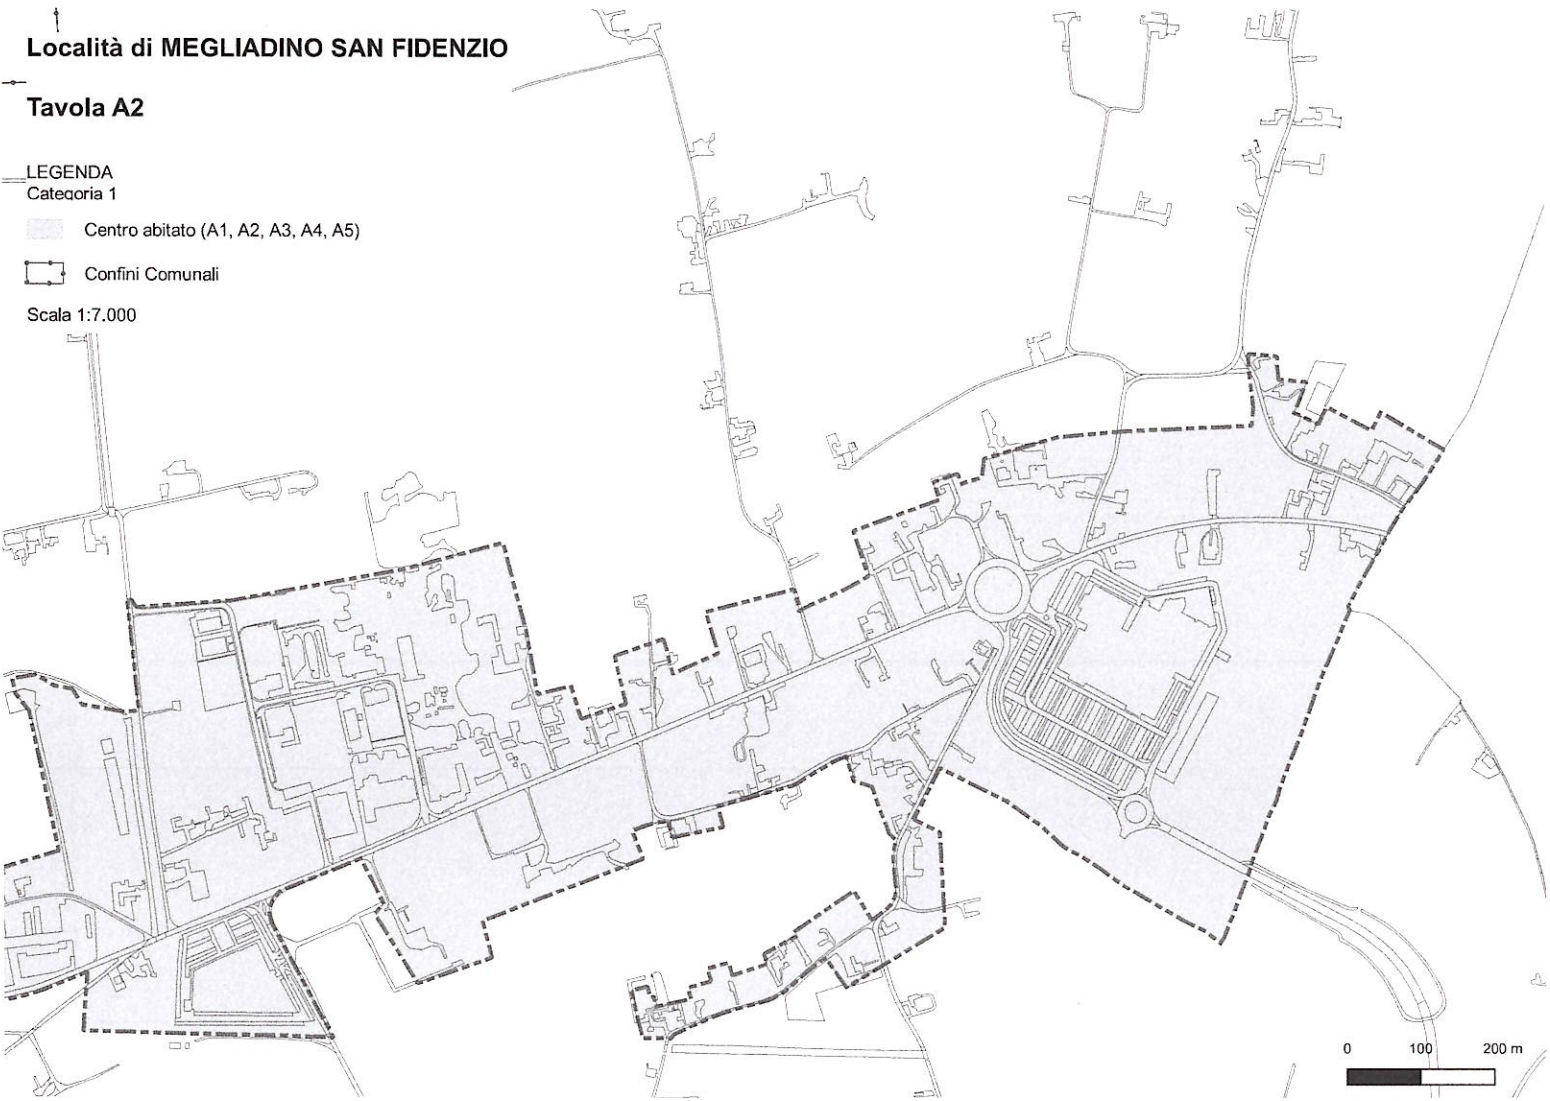 Località di MEGLIADINO SAN FIDENZIO
Tavola A2
LEGENDA
Categoria 1
Centro abitato (A1, A2, A3, A4, A5)
Confini Comunali
Scala 1:7.000
0 100 200 m